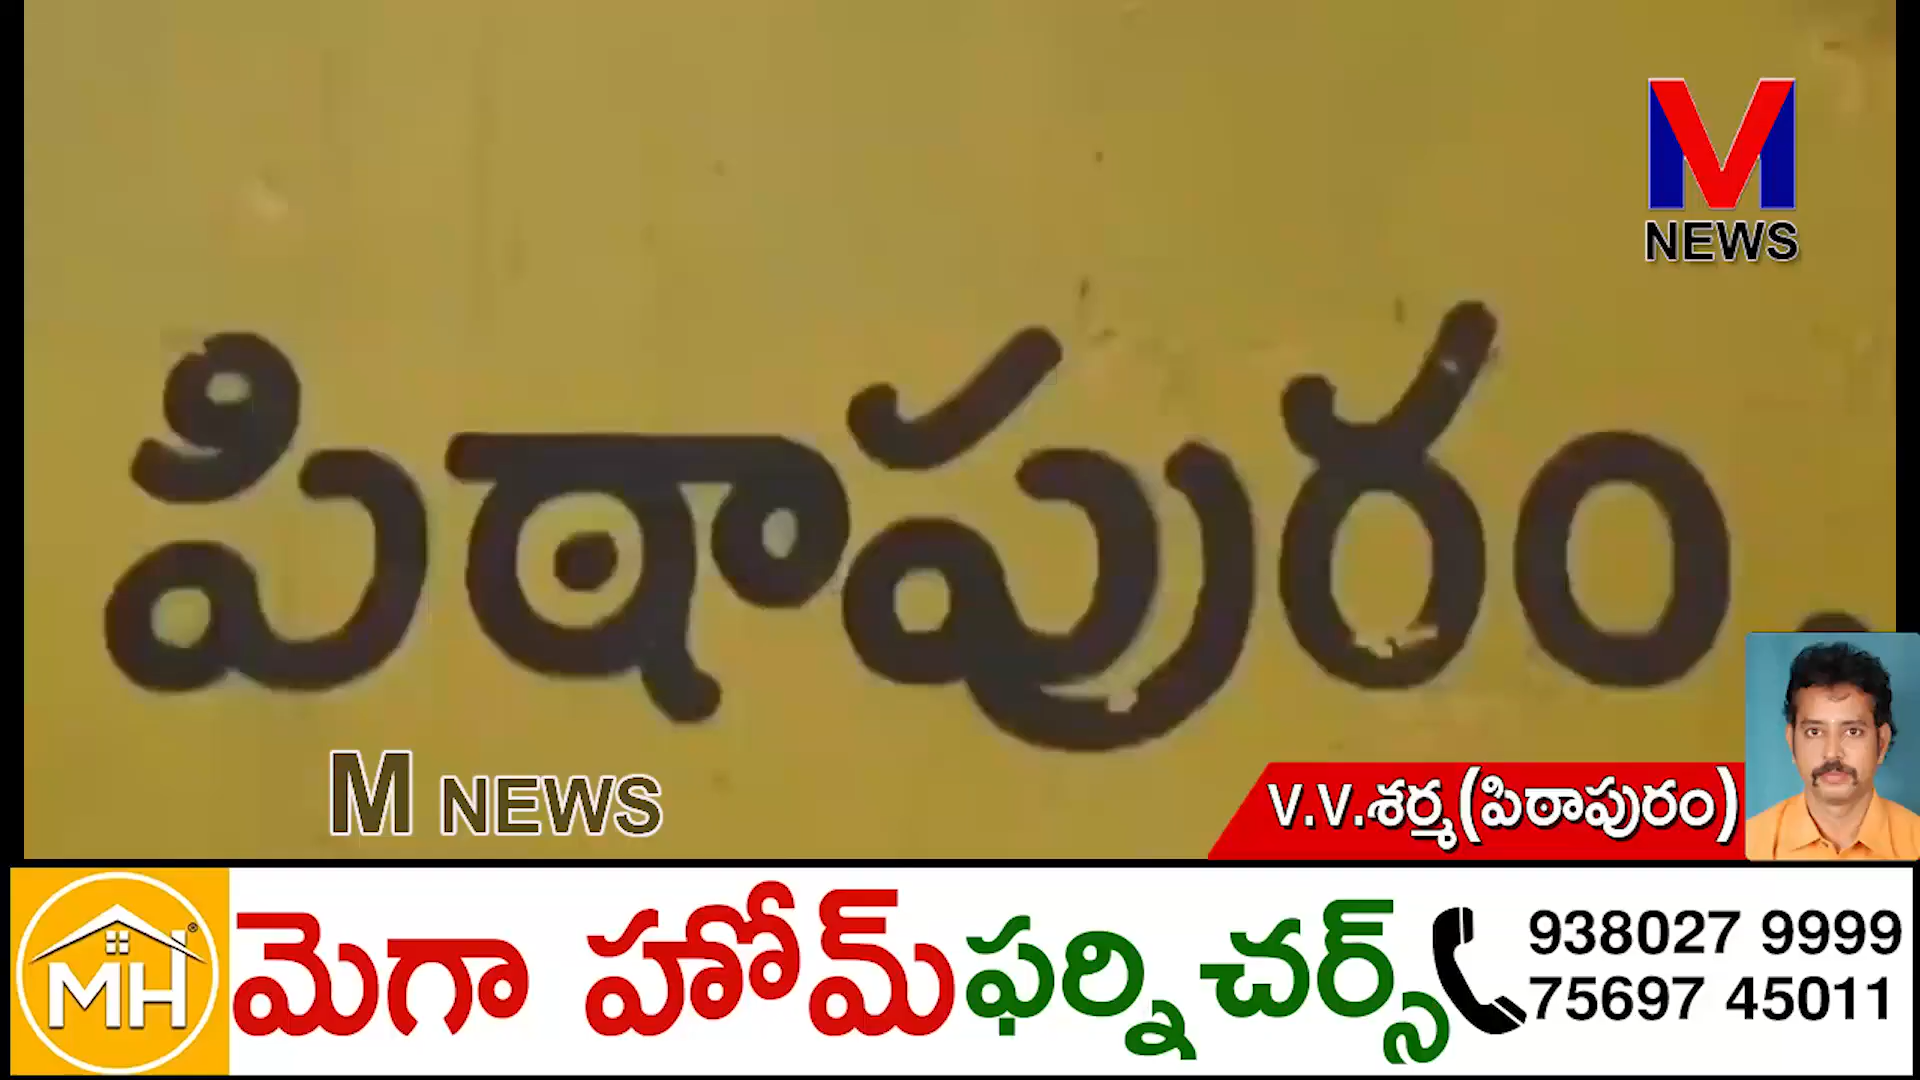 M
NEWS
పిఠాపురం.
M NEWS
V.V.శర్మ(పిఠాపురం)
MH
మెగా హోమ్ ఫర్నిచర్స్
938027 9999
75697 45011